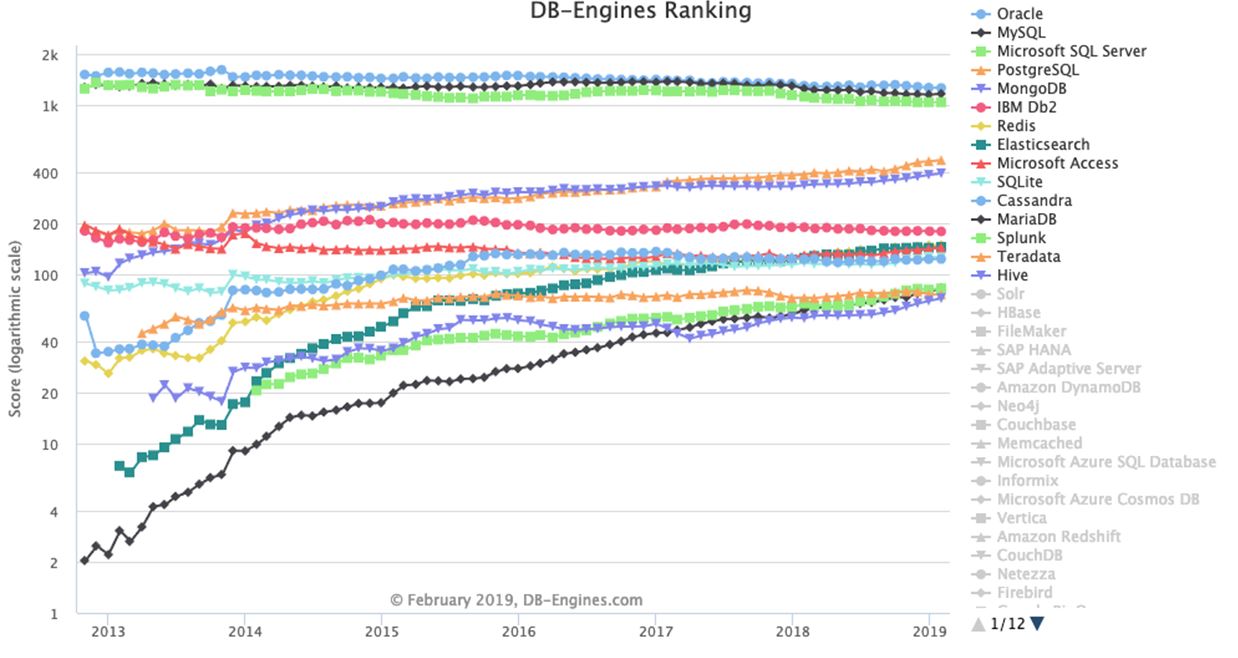 DB-Engines Ranking
Score (logarithmic scale)
2k
1k
400
200
100
40
20
10
4
2
1
2013
2014
2015
2016
2017
2018
2019
© February 2019, DB-Engines.com
Oracle
MySQL
Microsoft SQL Server
PostgreSQL
MongoDB
IBM Db2
Redis
Elasticsearch
Microsoft Access
SQLite
Cassandra
MariaDB
Splunk
Teradata
Hive
Solr
HBase
FileMaker
SAP HANA
SAP Adaptive Server
Amazon DynamoDB
Neo4j
Couchbase
Memcached
Microsoft Azure SQL Database
Informix
Microsoft Azure Cosmos DB
Vertica
Amazon Redshift
CouchDB
Netezza
Firebird
1/12